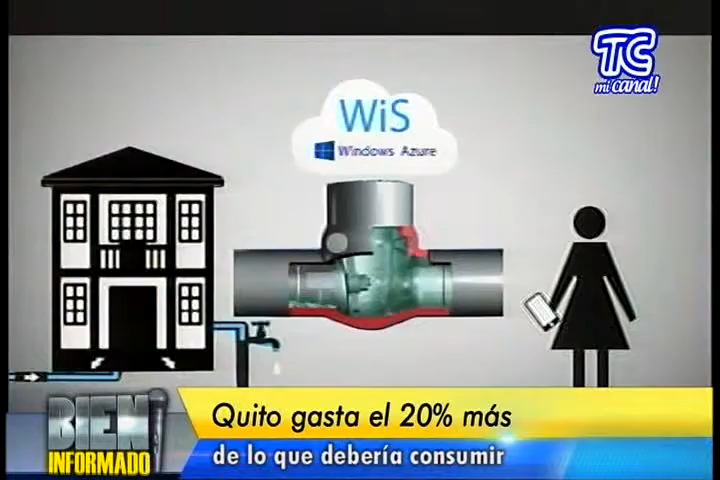 TC
mi canal!
WiS
Windows Azure
BIEN
INFORMADO
Quito gasta el 20% más
de lo que debería consumir